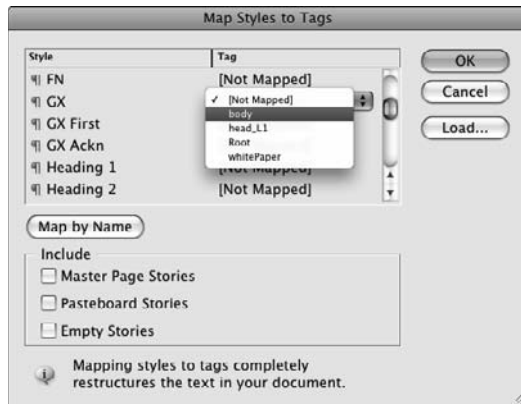 Map Styles to Tags
Style Tag
¶ FN [Not Mapped]
¶ GX ✓ [Not Mapped]
body
¶ GX First head_L1
¶ GX Ackn Root
whitePaper
¶ Heading 1 [Not Mapped]
¶ Heading 2 [Not Mapped]
OK
Cancel
Load...
Map by Name
Include
Master Page Stories
Pasteboard Stories
Empty Stories
Mapping styles to tags completely
restructures the text in your document.